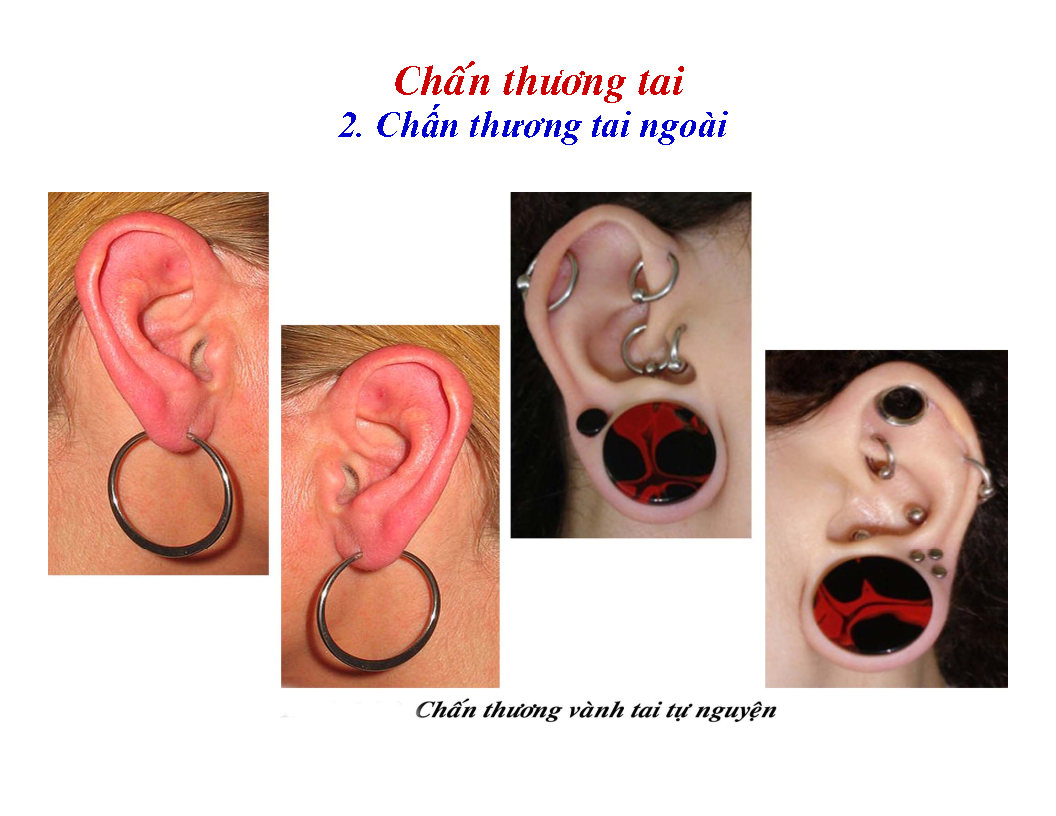 Chấn thương tai
2. Chấn thương tai ngoài
Chấn thương vành tai tự nguyện